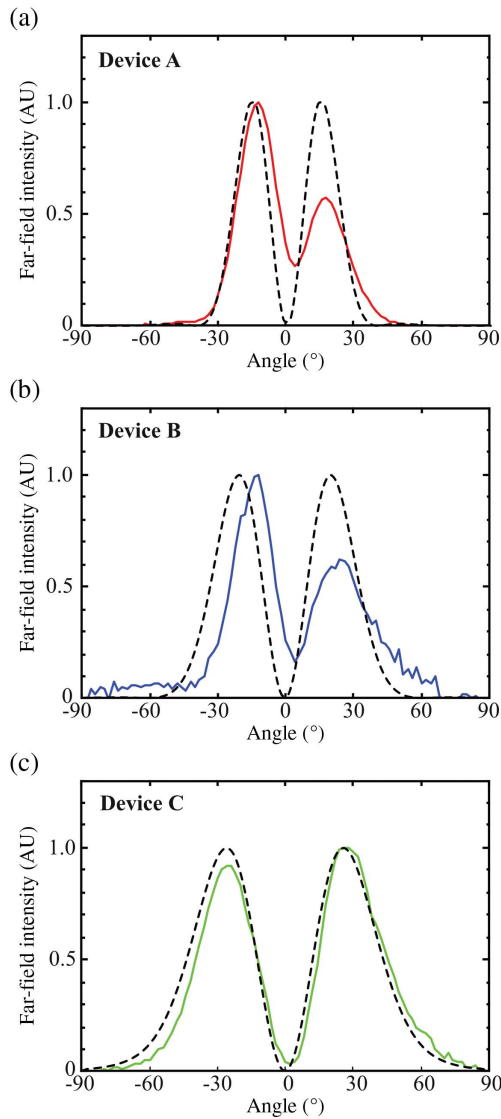 (a)
Device A
Far-field intensity (AU)
1.0
0.5
0
-90 -60 -30 0 30 60 90
Angle (°)
(b)
Device B
Far-field intensity (AU)
1.0
0.5
0
-90 -60 -30 0 30 60 90
Angle (°)
(c)
Device C
Far-field intensity (AU)
1.0
0.5
0
-90 -60 -30 0 30 60 90
Angle (°)